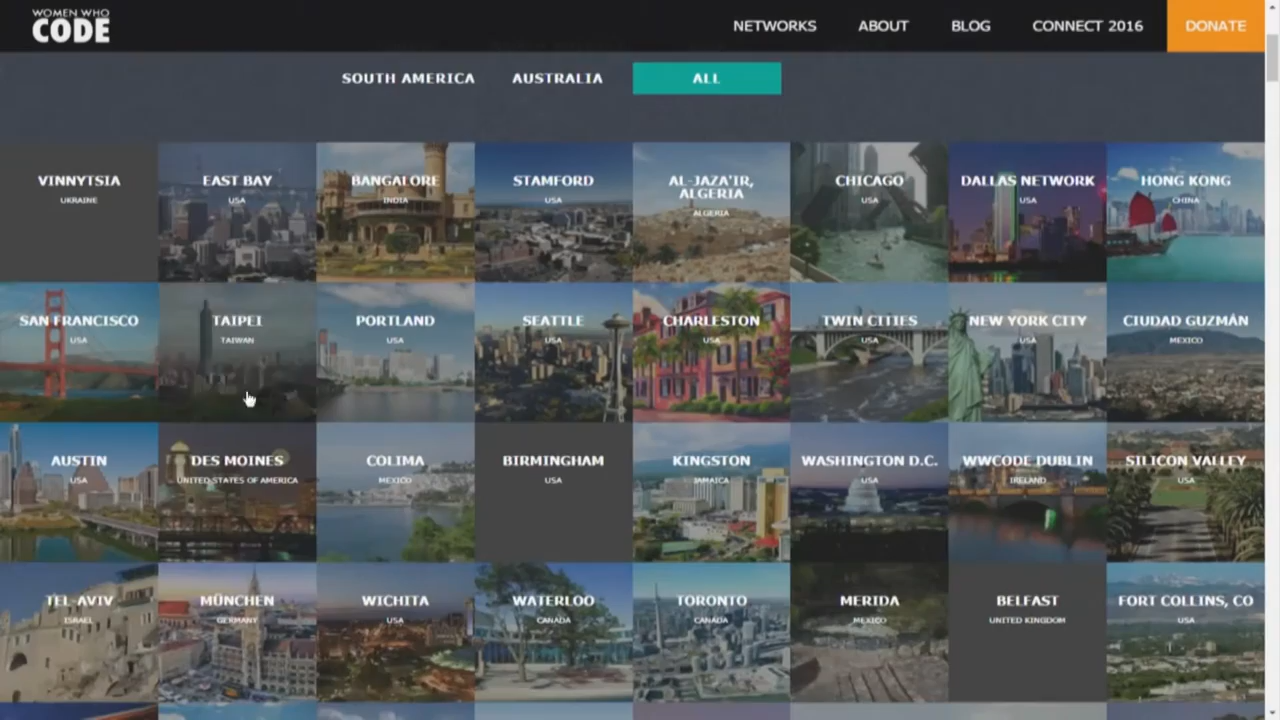 WOMEN WHO
CODE
NETWORKS
ABOUT
BLOG
CONNECT 2016
DONATE
SOUTH AMERICA
AUSTRALIA
ALL
VINNYTSIA
UKRAINE
EAST BAY
USA
BANGALORE
INDIA
STAMFORD
USA
AL-JAZA'IR,
ALGERIA
ALGERIA
CHICAGO
USA
DALLAS NETWORK
USA
HONG KONG
CHINA
SAN FRANCISCO
USA
TAIPEI
TAIWAN
PORTLAND
USA
SEATTLE
USA
CHARLESTON
USA
TWIN CITIES
USA
NEW YORK CITY
USA
CIUDAD GUZMÁN
MEXICO
AUSTIN
USA
DES MOINES
UNITED STATES OF AMERICA
COLIMA
MEXICO
BIRMINGHAM
USA
KINGSTON
JAMAICA
WASHINGTON D.C.
USA
WWCODE DUBLIN
IRELAND
SILICON VALLEY
USA
TEL AVIV
ISRAEL
MÜNCHEN
GERMANY
WICHITA
USA
WATERLOO
CANADA
TORONTO
CANADA
MERIDA
MEXICO
BELFAST
UNITED KINGDOM
FORT COLLINS, CO
USA